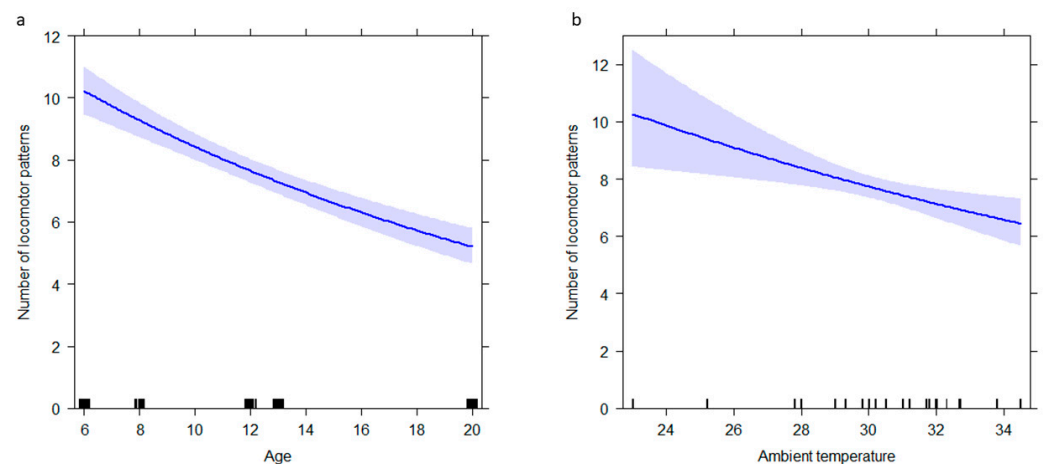 a
12
10
8
6
4
2
0
Number of locomotor patterns
6 8 10 12 14 16 18 20
Age
b
12
10
8
6
4
2
0
Number of locomotor patterns
24 26 28 30 32 34
Ambient temperature